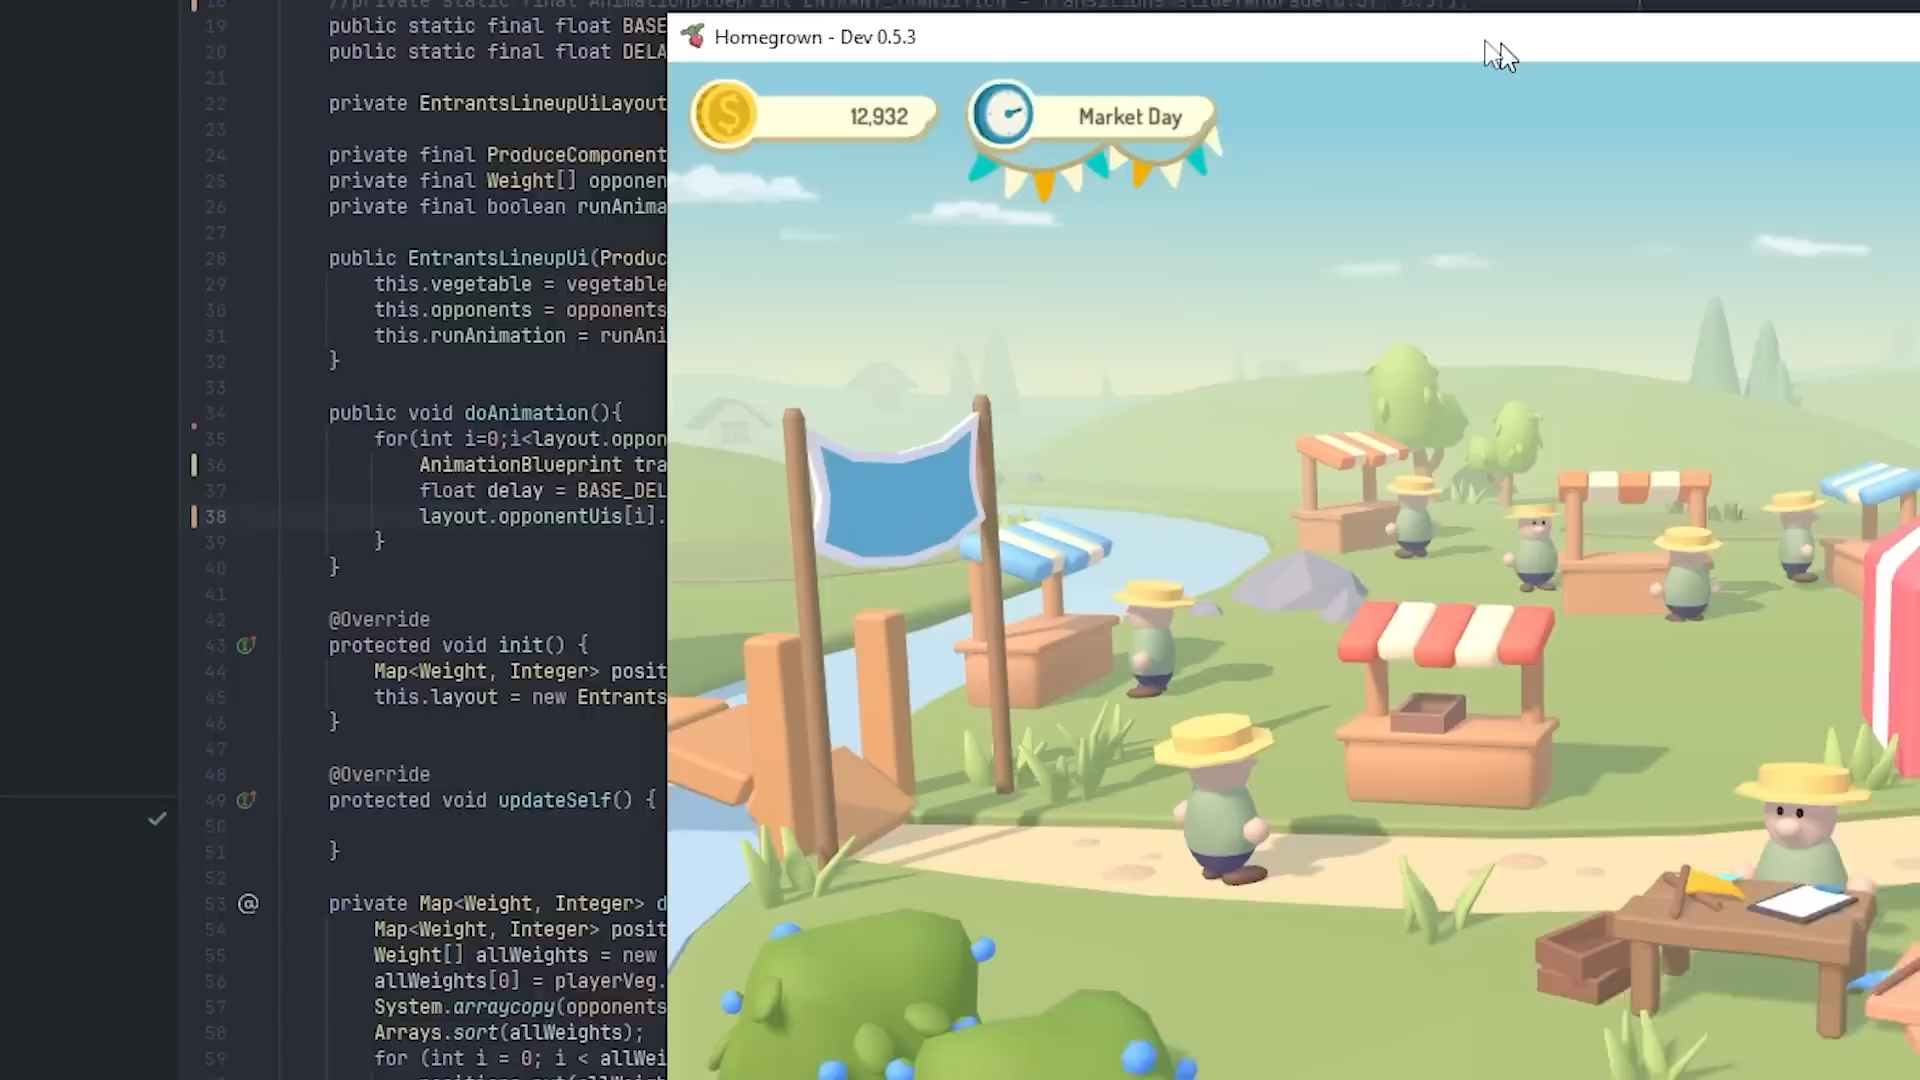 19 public static final float BASE
20 public static final float DELA
21
22 private EntrantsLineupUiLayout
23
24 private final ProduceComponent
25 private final Weight[] opponen
26 private final boolean runAnima
27
28 public EntrantsLineupUi(Produc
29 this.vegetable = vegetable
30 this.opponents = opponents
31 this.runAnimation = runAni
32 }
33
34 public void doAnimation(){
35 for(int i=0;i<layout.oppon
36 AnimationBlueprint tra
37 float delay = BASE_DEL
38 layout.opponentUis[i].
39 }
40 }
41
42 @Override
43 protected void init() {
44 Map<Weight, Integer> posit
45 this.layout = new Entrants
46 }
47
48 @Override
49 protected void updateSelf() {
50
51 }
52
53 @ private Map<Weight, Integer> d
54 Map<Weight, Integer> posit
55 Weight[] allWeights = new
56 allWeights[0] = playerVeg.
57 System.arraycopy(opponents
58 Arrays.sort(allWeights);
59 for (int i = 0; i < allWei
Homegrown - Dev 0.5.3
$ 12,932
Market Day